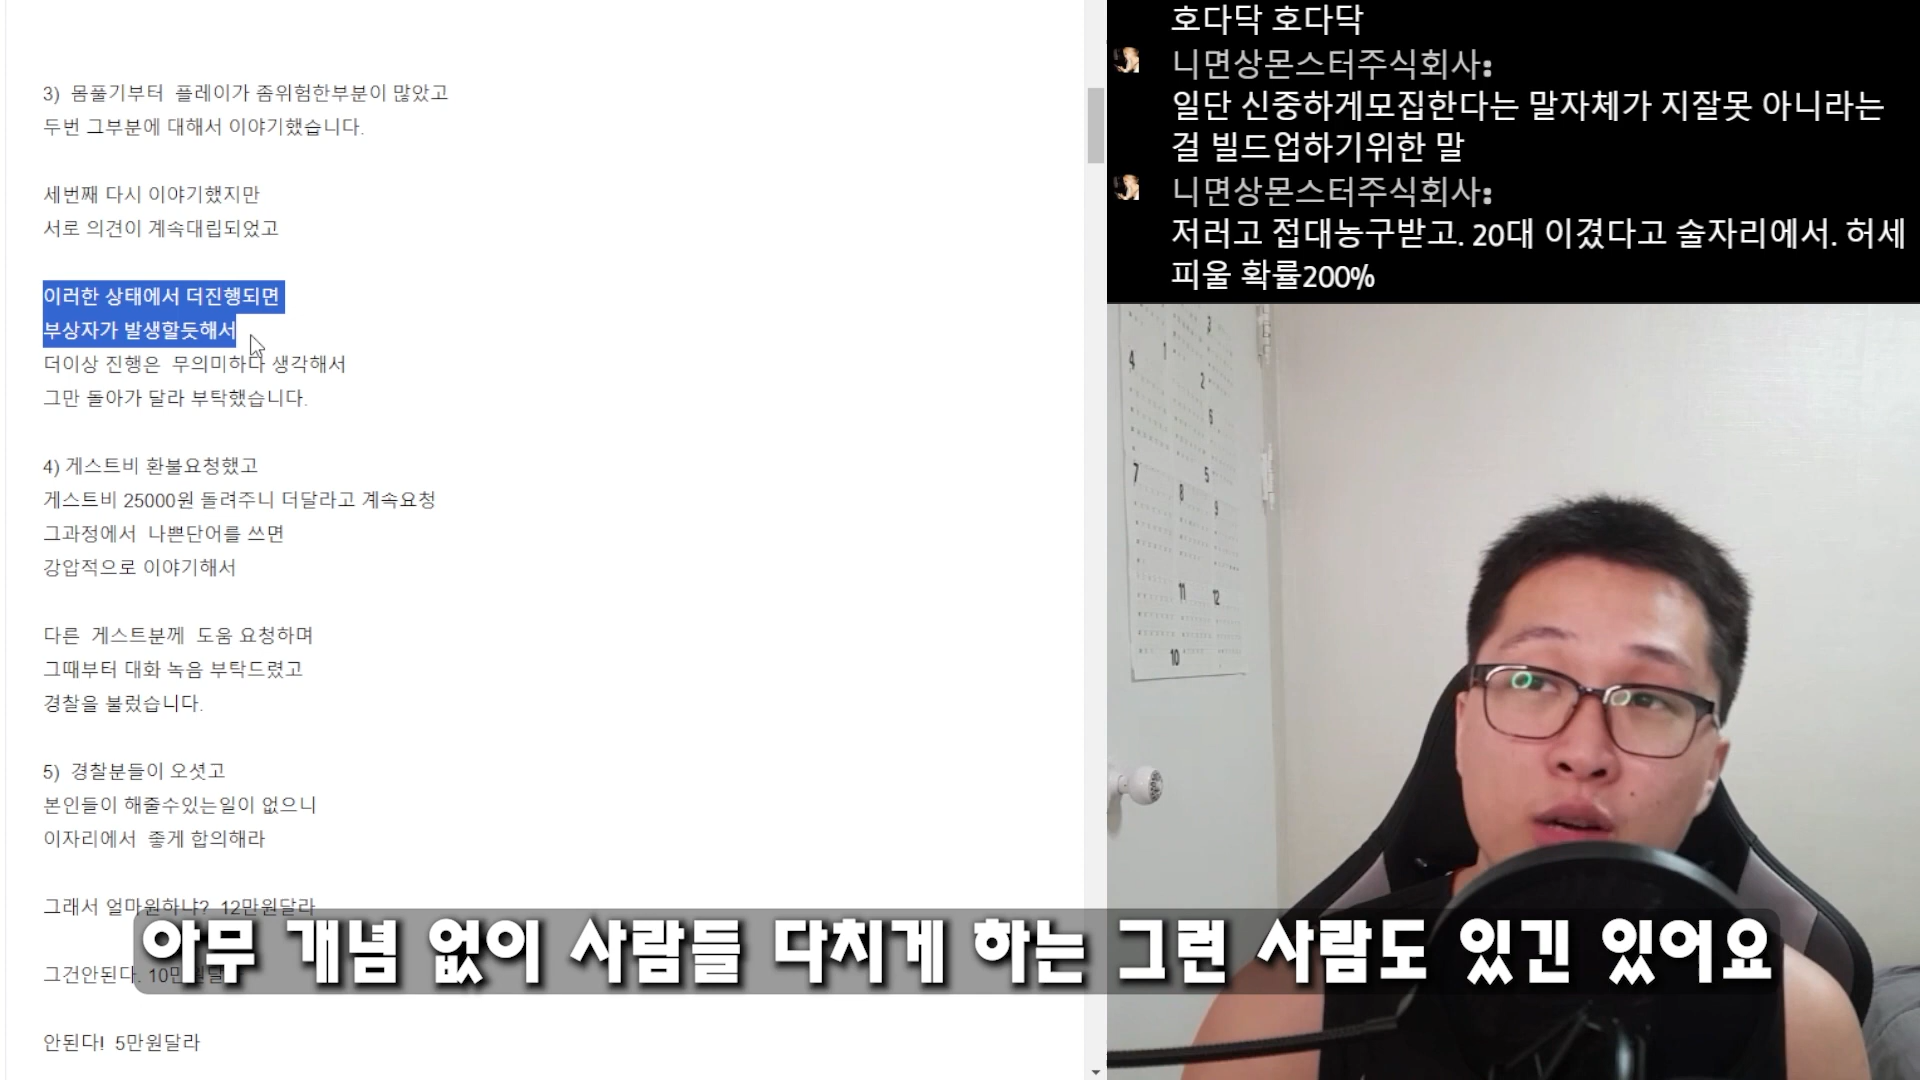 3) 몸풀기부터 플레이가 좀위험한부분이 많았고
두번 그부분에 대해서 이야기했습니다.
세번째 다시 이야기했지만
서로 의견이 계속대립되었고
이러한 상태에서 더진행되면
부상자가 발생할듯해서
더이상 진행은 무의미하다 생각해서
그만 돌아가 달라 부탁했습니다.
4) 게스트비 환불요청했고
게스트비 25000원 돌려주니 더달라고 계속요청
그과정에서 나쁜단어를 쓰면
강압적으로 이야기해서
다른 게스트분께 도움 요청하며
그때부터 대화 녹음 부탁드렸고
경찰을 불렀습니다.
5) 경찰분들이 오셧고
본인들이 해줄수있는일이 없으니
이자리에서 좋게 합의해라
그래서 얼마원하냐? 12만원달라
그건안된다. 10만원달
안된다! 5만원달라
호다닥 호다닥
니면상몬스터주식회사:
일단 신중하게모집한다는 말자체가 지잘못 아니라는
걸 빌드업하기위한 말
니면상몬스터주식회사:
저러고 접대농구받고. 20대 이겼다고 술자리에서. 허세
피울 확률200%
3
4
1
2
6
7
5
8
9
11
12
10
아무 개념 없이 사람들 다치게 하는 그런 사람도 있긴 있어요